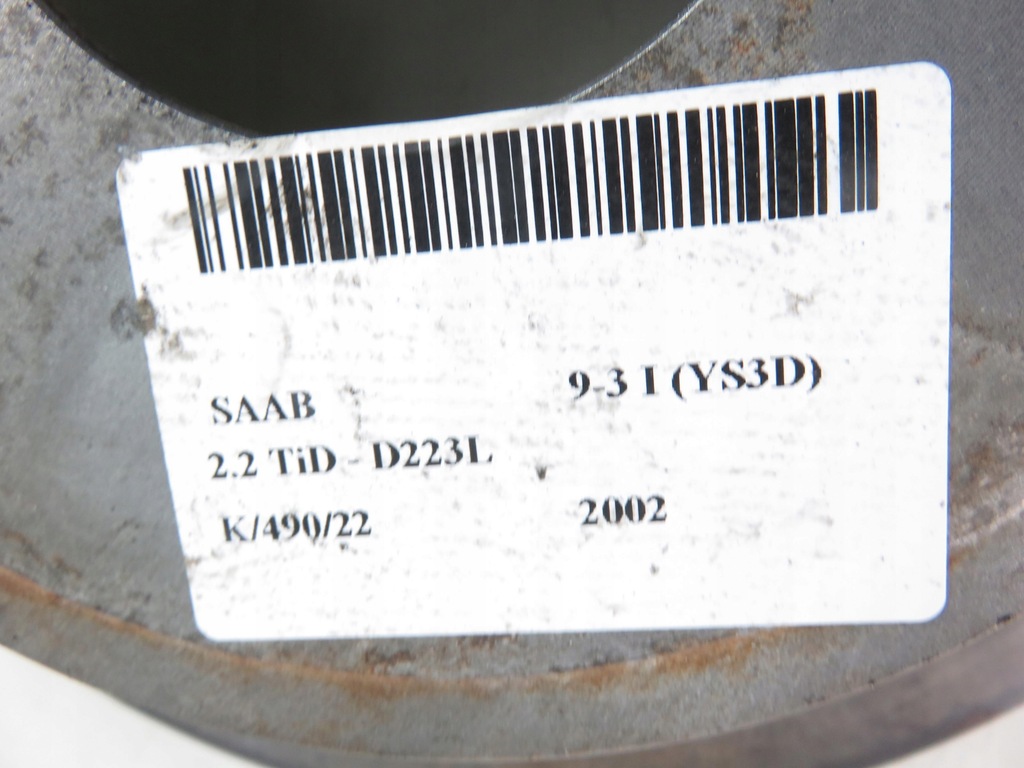 SAAB 9-3 I (YS3D)
2.2 TiD - D223L
K/490/22 2002